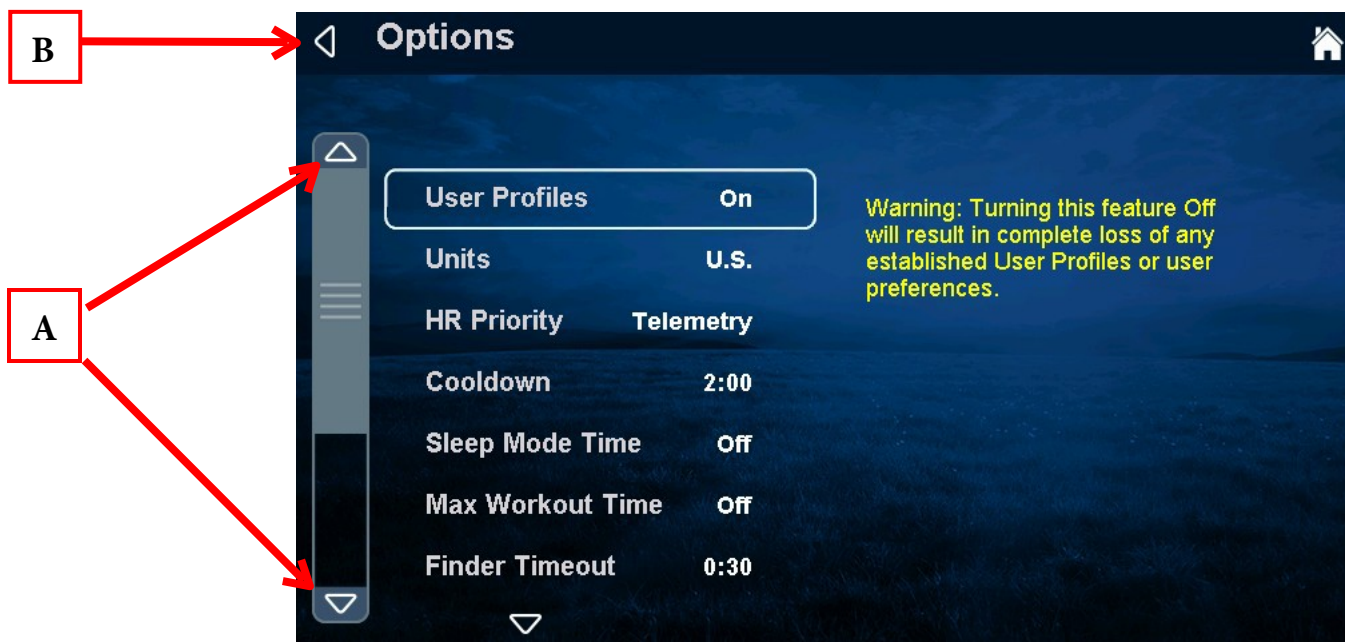 B
Options
User Profiles On
Warning: Turning this feature Off
will result in complete loss of any
established User Profiles or user
preferences.
Units U.S.
HR Priority Telemetry
A
Cooldown 2:00
Sleep Mode Time Off
Max Workout Time Off
Finder Timeout 0:30